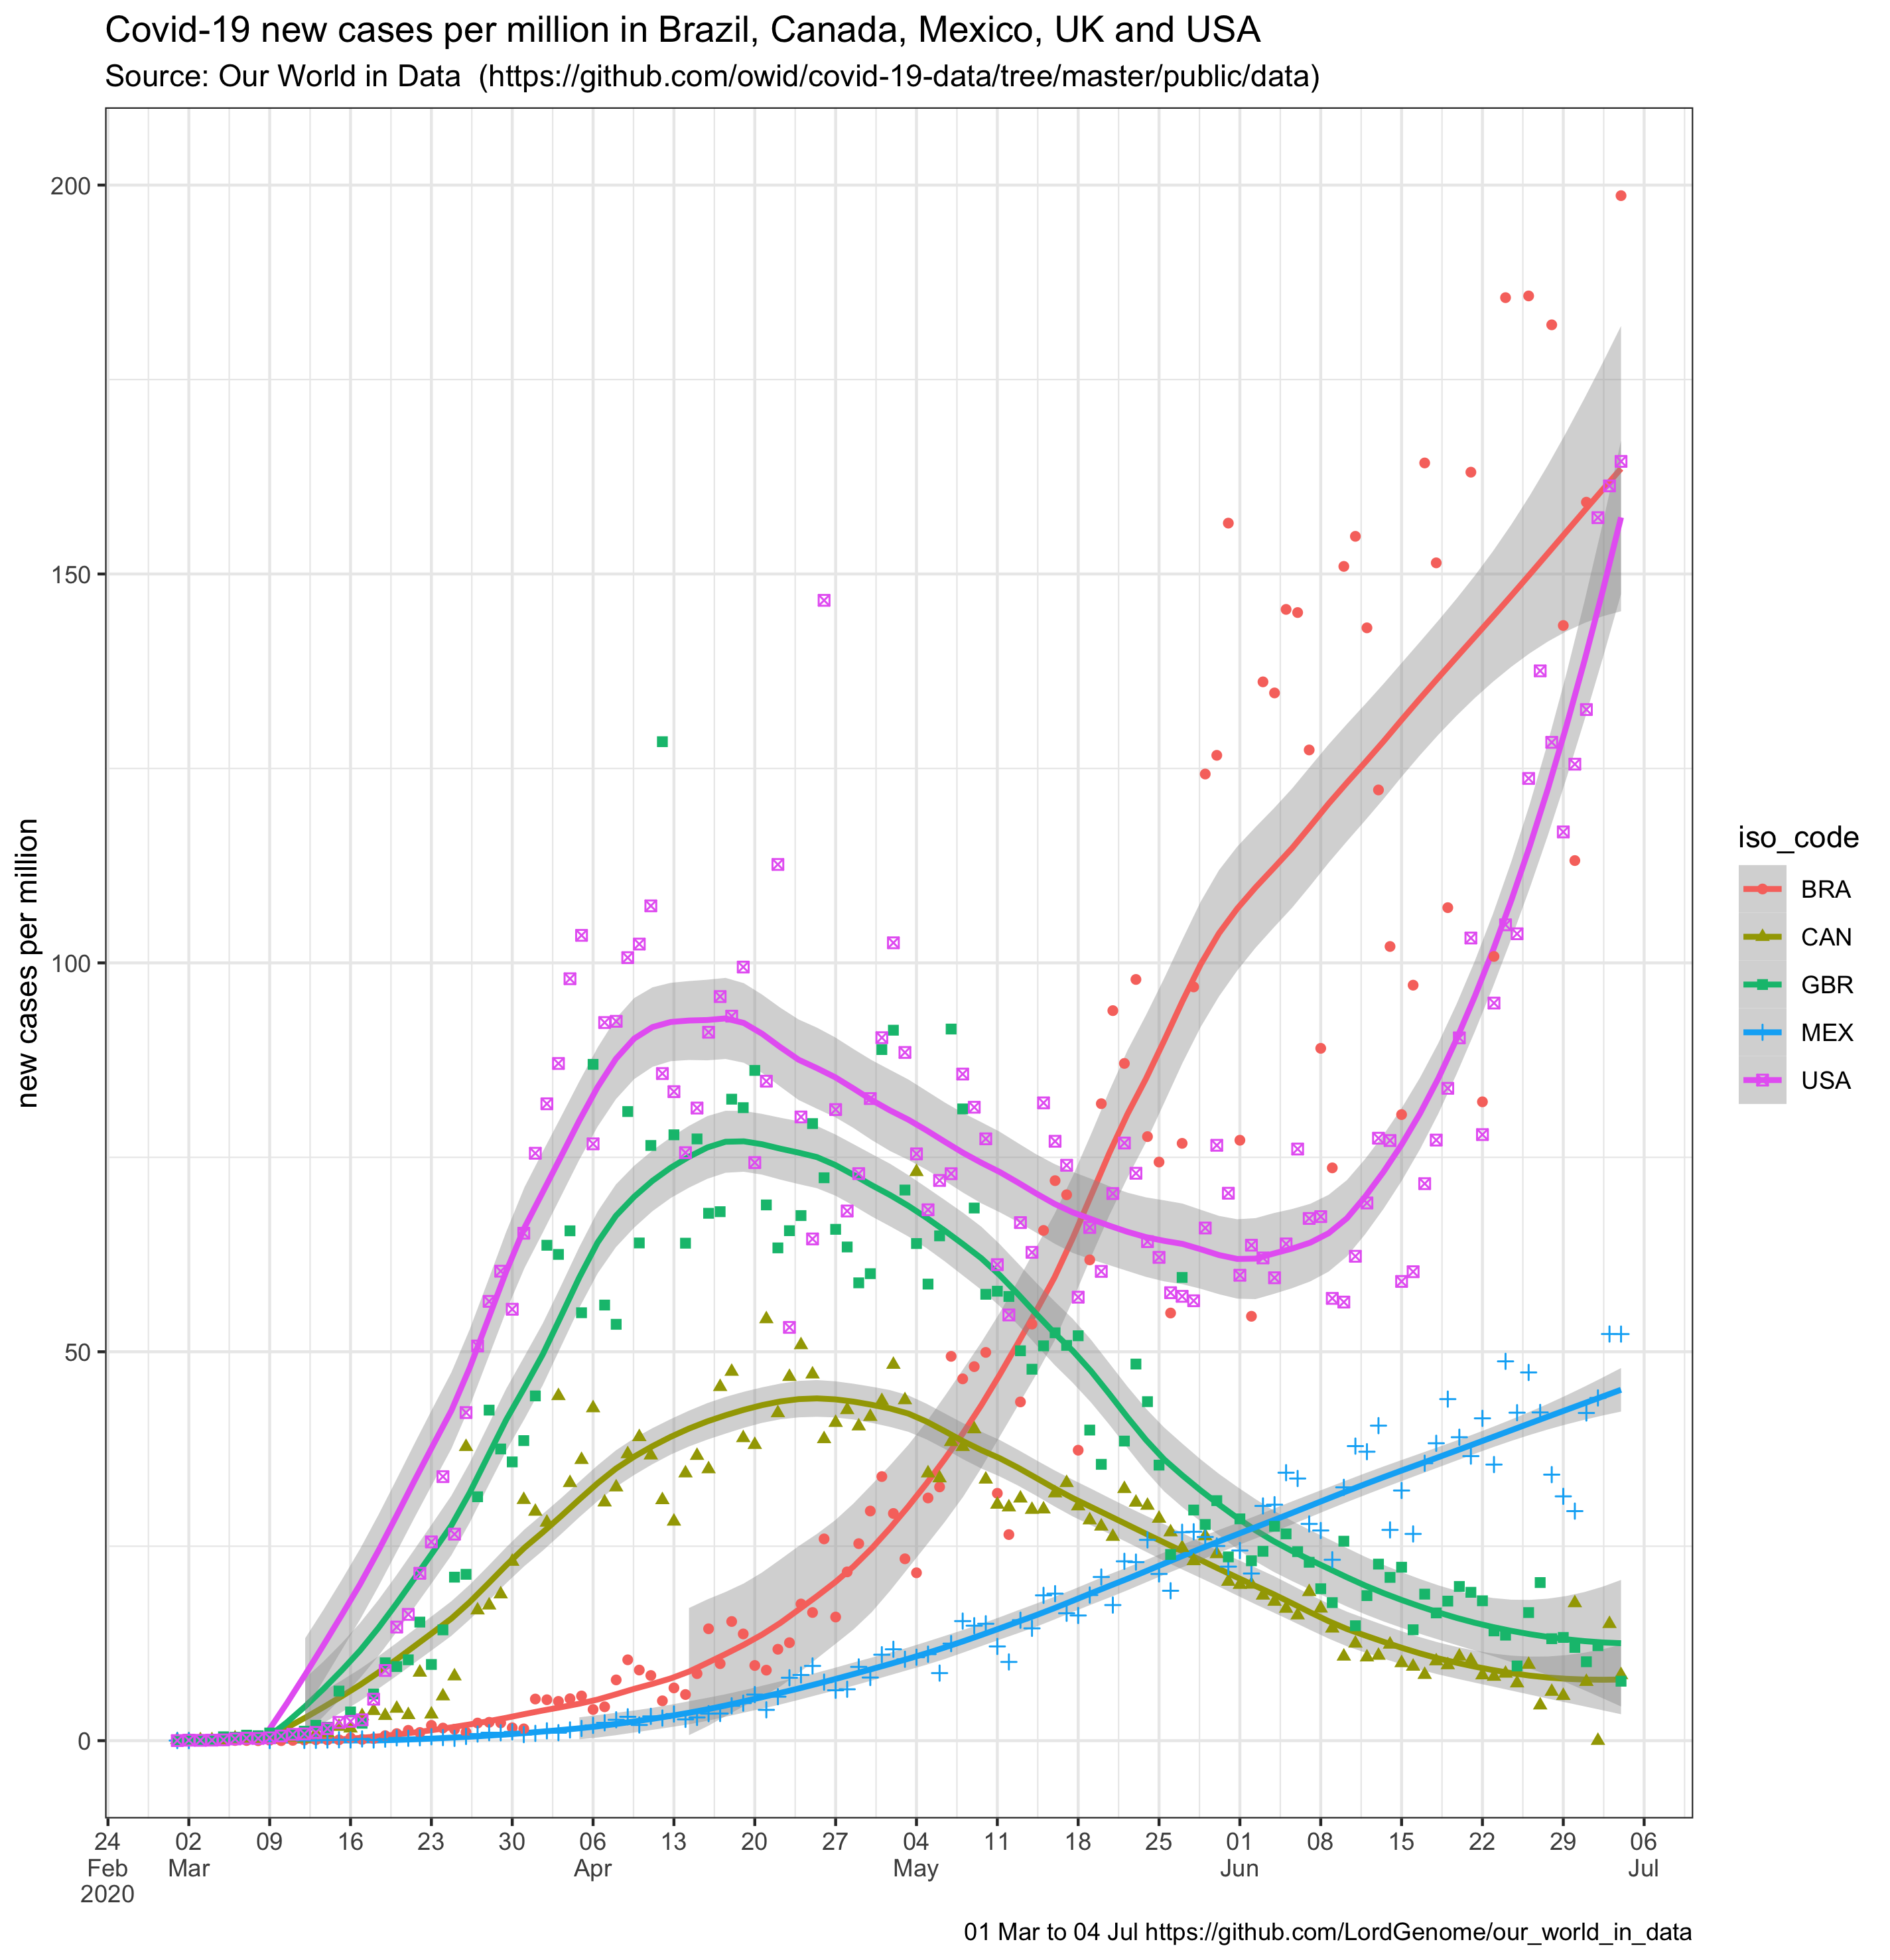 Covid-19 new cases per million in Brazil, Canada, Mexico, UK and USA
Source: Our World in Data  (https://github.com/owid/covid-19-data/tree/master/public/data)
200
150
100
50
0
new cases per million
iso_code
BRA
CAN
GBR
MEX
USA
24 02 09 16 23 30 06 13 20 27 04 11 18 25 01 08 15 22 29 06
Feb Mar Apr May Jun Jul
2020
01 Mar to 04 Jul https://github.com/LordGenome/our_world_in_data